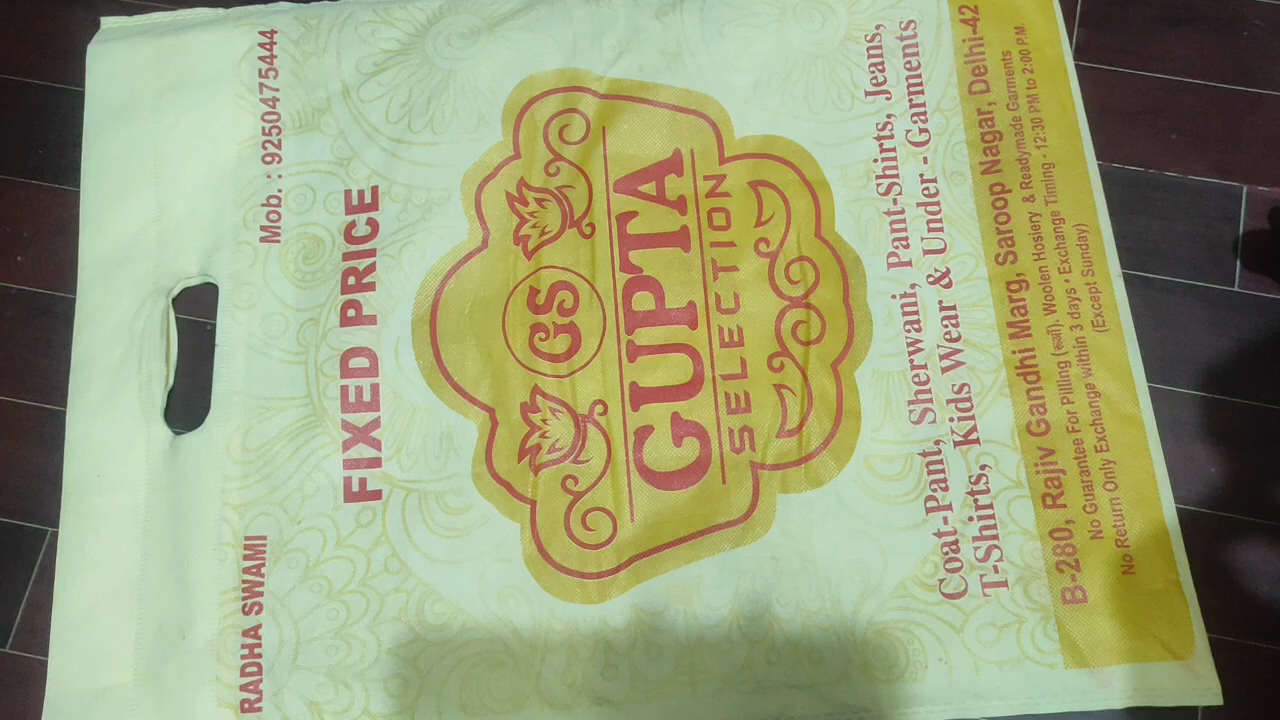 RADHA SWAMI
Mob. : 9250475444
FIXED PRICE
GS
GUPTA
SELECTION
Coat-Pant, Sherwani, Pant-Shirts, Jeans,
T-Shirts, Kids Wear & Under - Garments
B-280, Rajiv Gandhi Marg, Saroop Nagar, Delhi-42
No Guarantee For Pilling (रूआं), Woolen Hosiery & Readymade Garments
No Return Only Exchange within 3 days • Exchange Timing - 12:30 PM to 2:00 P.M.
(Except Sunday)